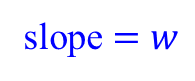 slope = w